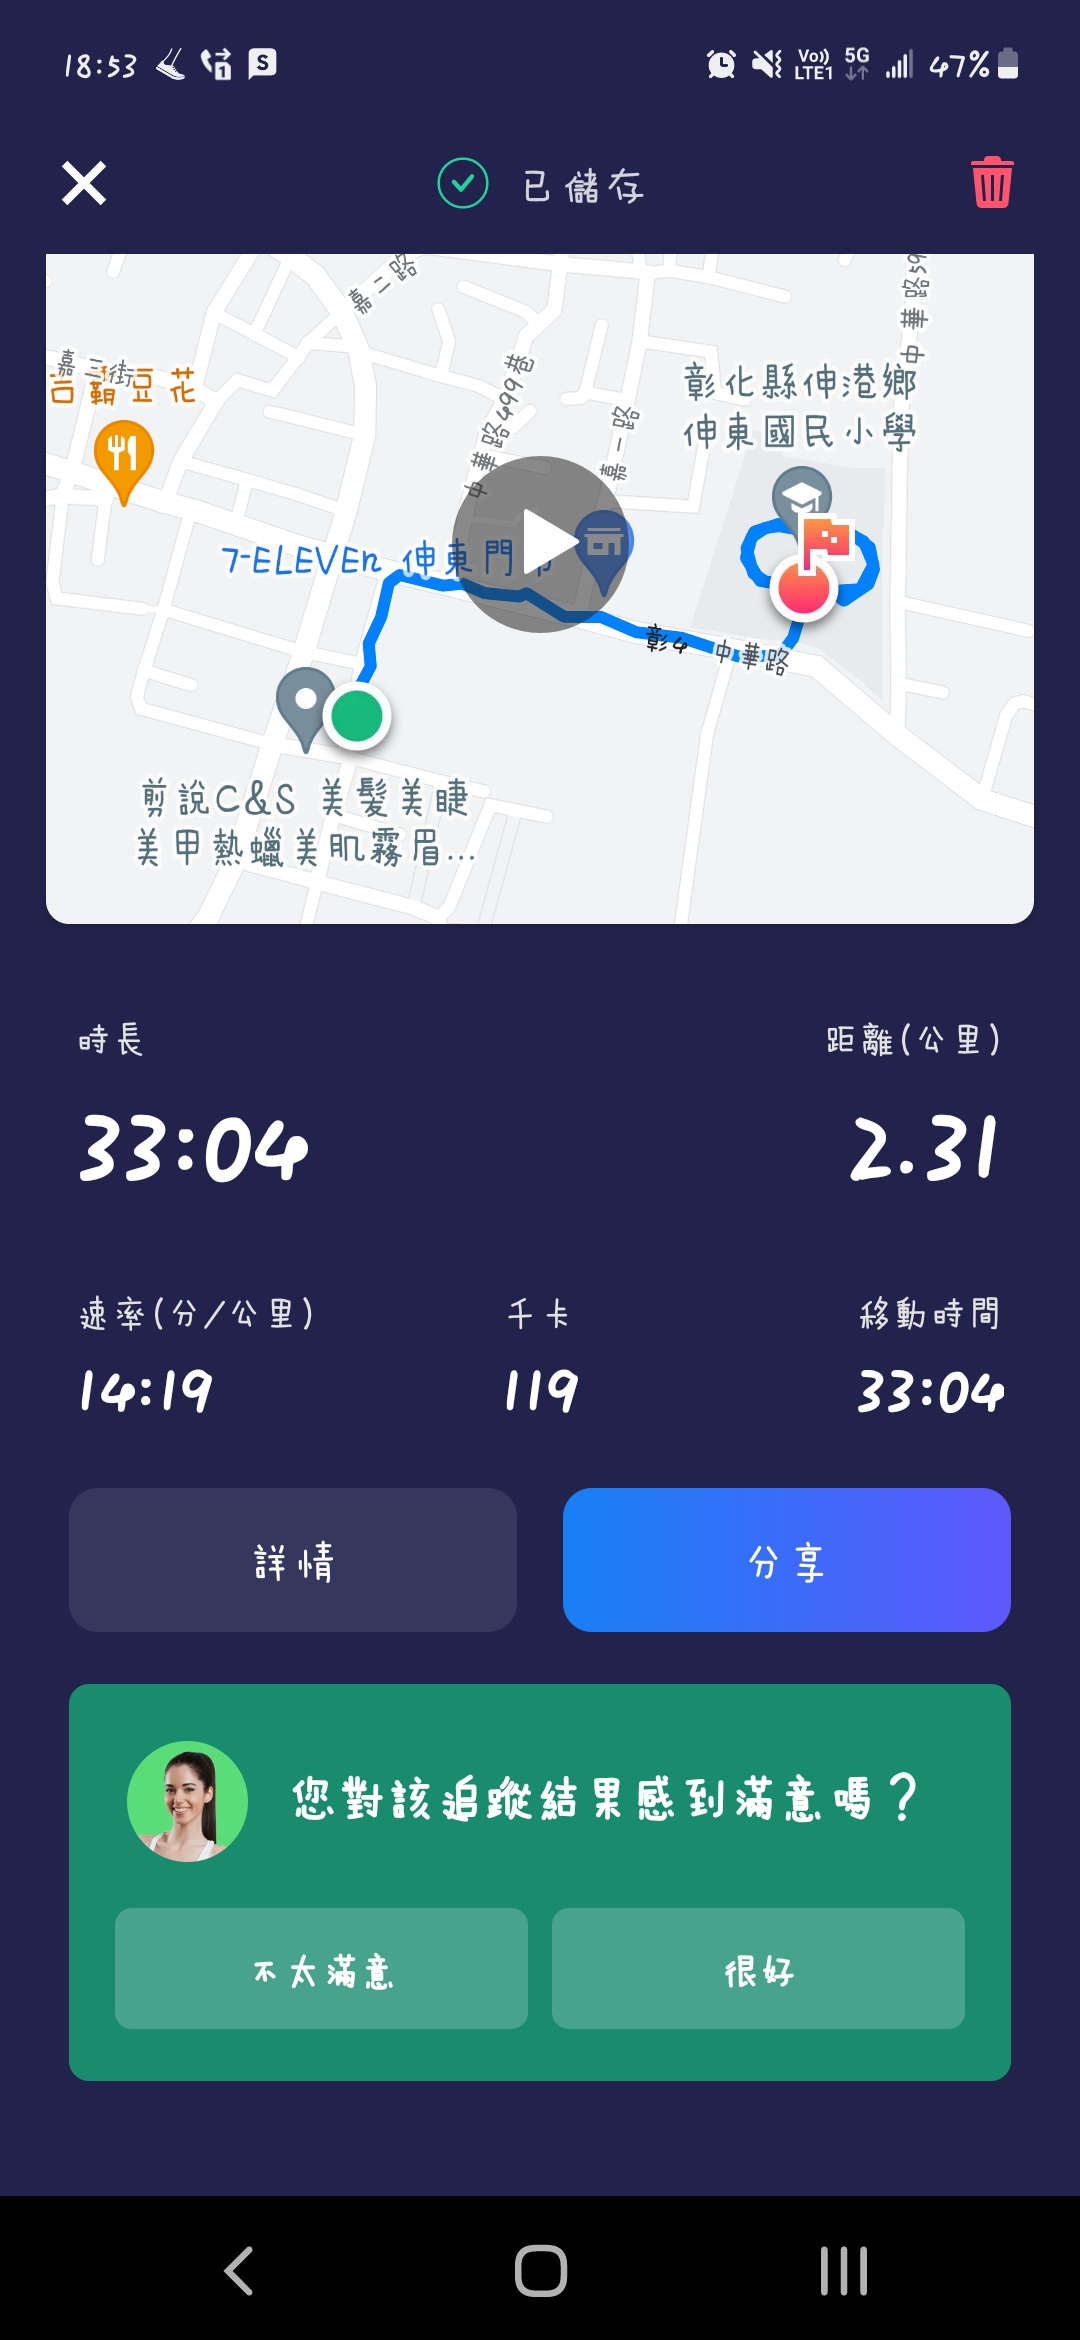 18:53
1
S
Vo)) LTE1
5G
47%
已儲存
嘉二路
中華路59
嘉三街
吉霸豆花
中華路499巷
嘉一路
彰化縣伸港鄉
伸東國民小學
7-ELEVEn 伸東門市
彰4
中華路
剪說C&S 美髮美睫
美甲熱蠟美肌霧眉...
時長
距離(公里)
33:04
2.31
速率(分/公里)
千卡
移動時間
14:19
119
33:04
詳情
分享
您對該追蹤結果感到滿意嗎？
不太滿意
很好